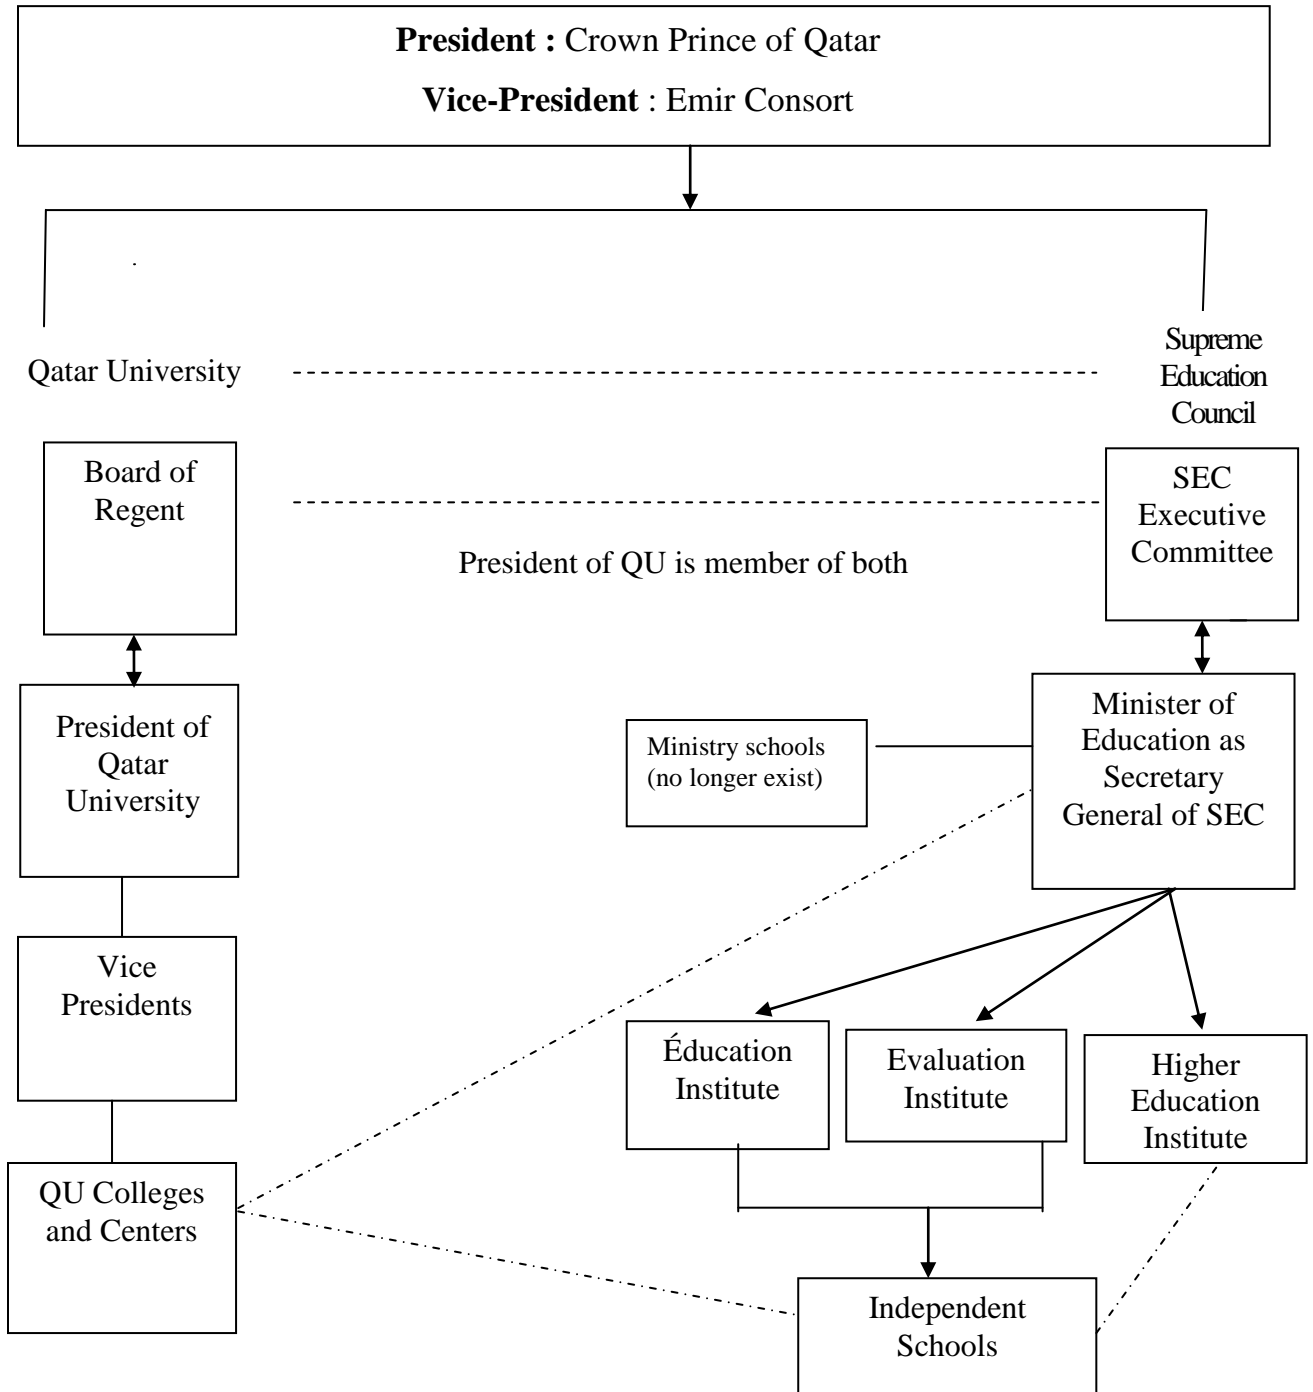 President : Crown Prince of Qatar
Vice-President : Emir Consort
Qatar University
Supreme
Education
Council
Board of
Regent
SEC
Executive
Committee
President of QU is member of both
President of
Qatar
University
Ministry schools
(no longer exist)
Minister of
Education as
Secretary
General of SEC
Vice
Presidents
Éducation
Institute
Evaluation
Institute
Higher
Education
Institute
QU Colleges
and Centers
Independent
Schools